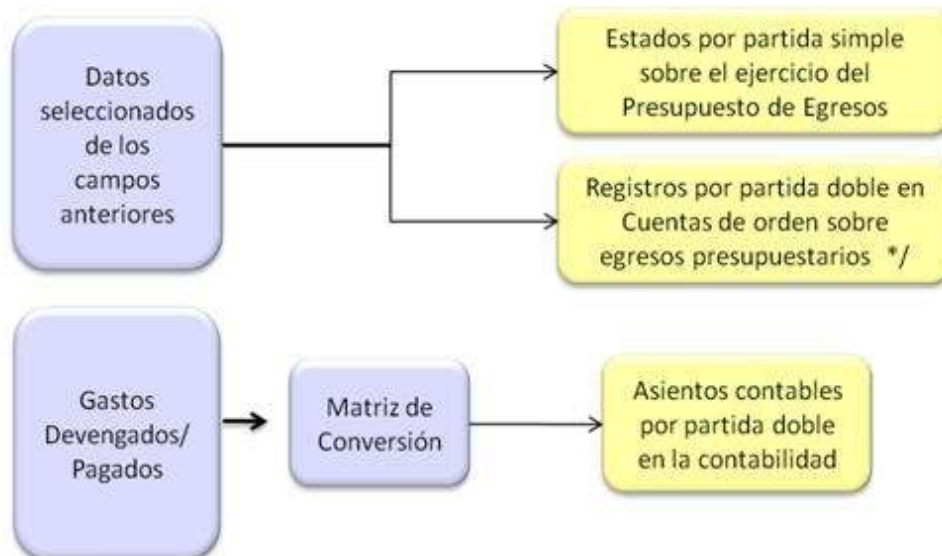 Datos
seleccionados
de los
campos
anteriores
Estados por partida simple
sobre el ejercicio del
Presupuesto de Egresos
Registros por partida doble en
Cuentas de orden sobre
egresos presupuestarios */
Gastos
Devengados/
Pagados
Matriz de
Conversión
Asientos contables
por partida doble
en la contabilidad